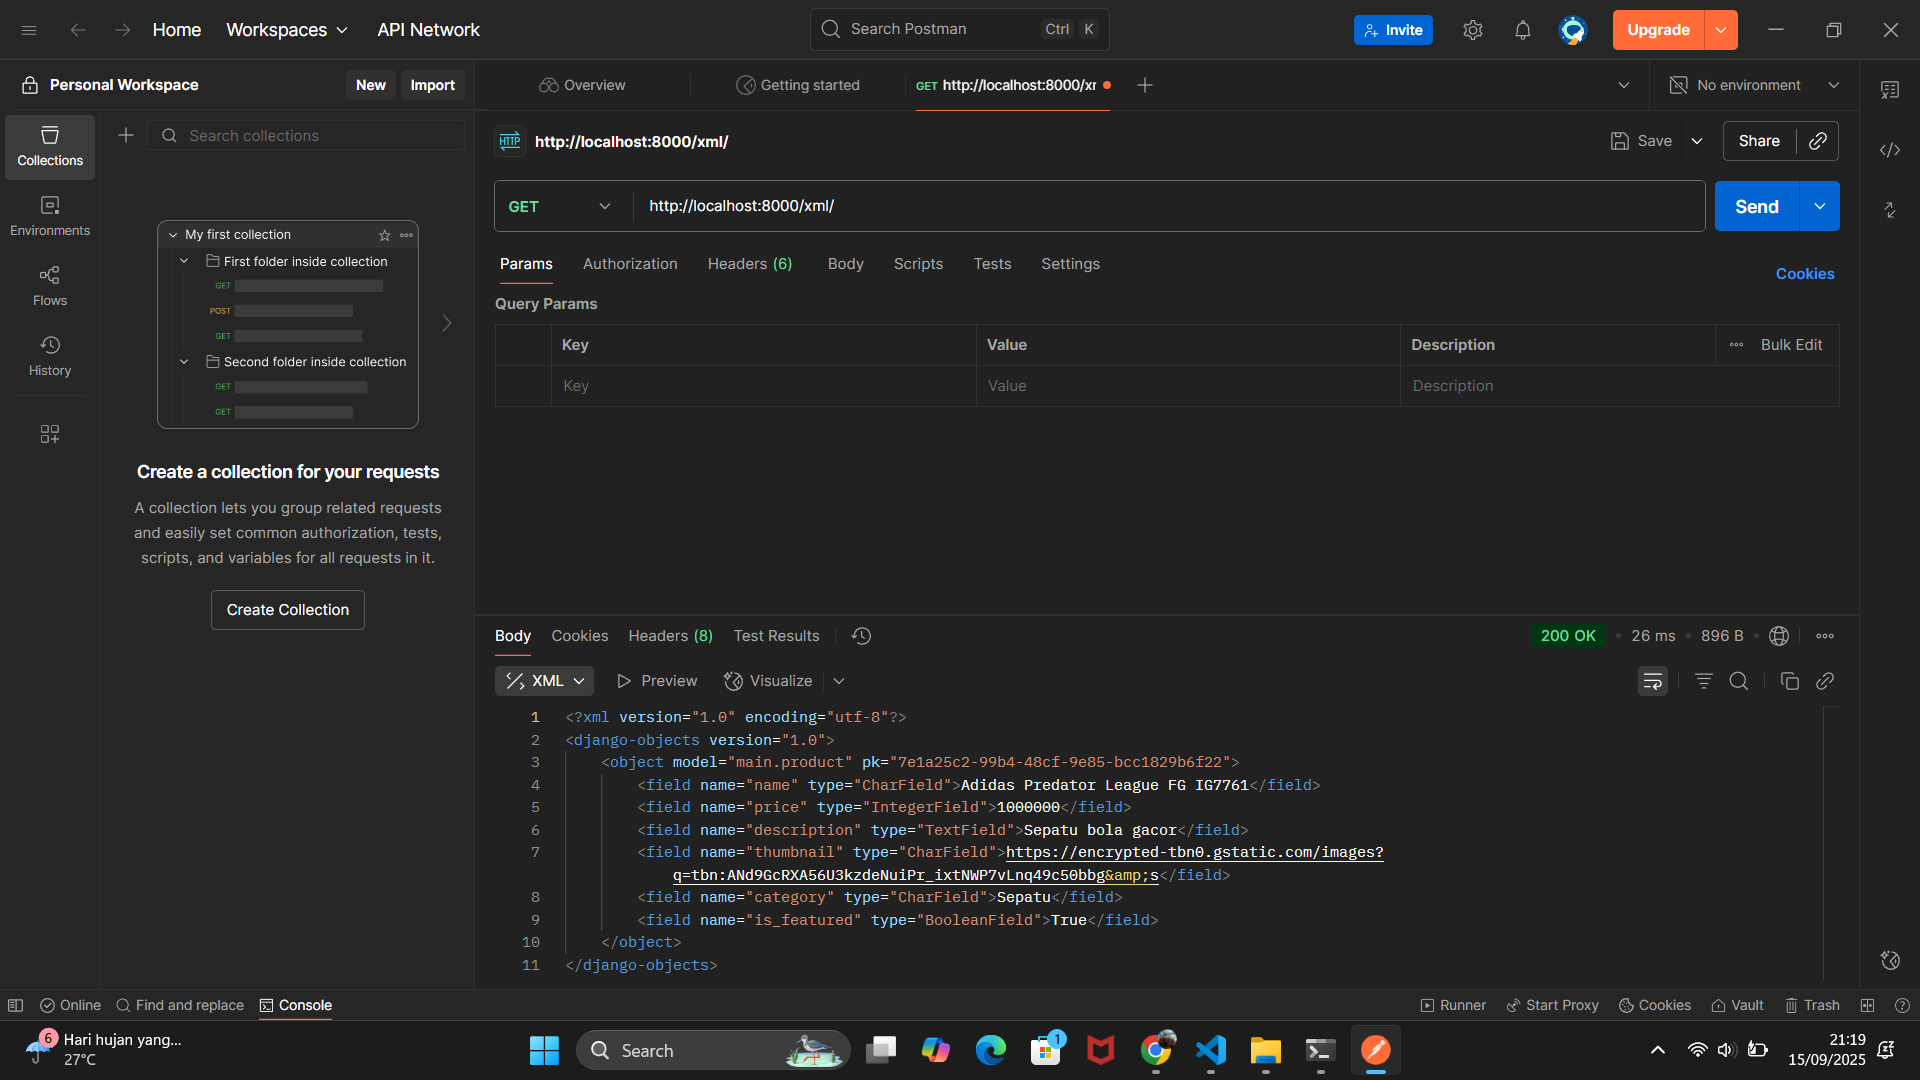 Home
Workspaces
API Network
Search Postman
Ctrl K
Invite
Upgrade
Personal Workspace
New
Import
Overview
Getting started
GET http://localhost:8000/xr
No environment
Collections
Search collections
http://localhost:8000/xml/
Save
Share
Environments
Flows
History
My first collection
First folder inside collection
GET
POST
GET
Second folder inside collection
GET
GET
Create a collection for your requests
A collection lets you group related requests
and easily set common authorization, tests,
scripts, and variables for all requests in it.
Create Collection
HTTP
GET
http://localhost:8000/xml/
Send
Params
Authorization
Headers (6)
Body
Scripts
Tests
Settings
Cookies
Query Params
Key
Value
Description
Bulk Edit
Key
Value
Description
Body
Cookies
Headers (8)
Test Results
200 OK
26 ms
896 B
XML
Preview
Visualize
1 <?xml version="1.0" encoding="utf-8"?>
2 <django-objects version="1.0">
3 <object model="main.product" pk="7e1a25c2-99b4-48cf-9e85-bcc1829b6f22">
4 <field name="name" type="CharField">Adidas Predator League FG IG7761</field>
5 <field name="price" type="IntegerField">1000000</field>
6 <field name="description" type="TextField">Sepatu bola gacor</field>
7 <field name="thumbnail" type="CharField">https://encrypted-tbn0.gstatic.com/images?
q=tbn:ANd9GcRXA56U3kzdeNuiPr_ixtNWP7vLnq49c50bbg&amp;s</field>
8 <field name="category" type="CharField">Sepatu</field>
9 <field name="is_featured" type="BooleanField">True</field>
10 </object>
11 </django-objects>
Online
Find and replace
Console
Runner
Start Proxy
Cookies
Vault
Trash
6
Hari hujan yang...
27°C
Search
1
21:19
15/09/2025